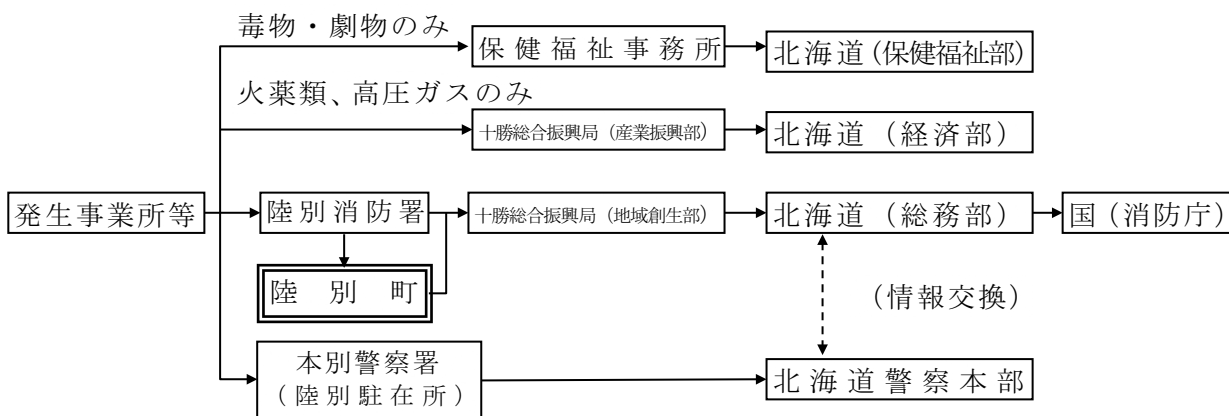 毒物・劇物のみ
保健福祉事務所
北海道(保健福祉部)
火薬類、高圧ガスのみ
十勝総合振興局（産業振興部）
北海道（経済部）
発生事業所等
陸別消防署
十勝総合振興局（地域創生部）
北海道（総務部）
国（消防庁）
陸別町
（情報交換）
本別警察署
（陸別駐在所）
北海道警察本部